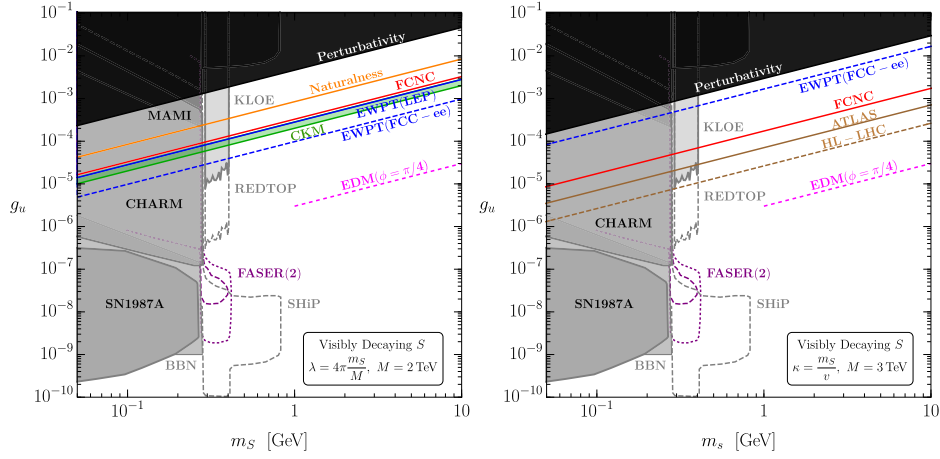 10⁻¹
10⁻²
10⁻³
10⁻⁴
10⁻⁵
10⁻⁶
10⁻⁷
10⁻⁸
10⁻⁹
10⁻¹⁰
g_u
Perturbativity
Naturalness
FCNC
KLOE
MAMI
EWPT(LEP)
CKM
EWPT(FCC−ee)
EDM(ϕ = π/4)
REDTOP
CHARM
FASER(2)
SN1987A
SHiP
BBN
Visibly Decaying S
λ = 4π m_S/M, M = 2 TeV
10⁻¹
1
10
m_S [GeV]
10⁻¹
10⁻²
10⁻³
10⁻⁴
10⁻⁵
10⁻⁶
10⁻⁷
10⁻⁸
10⁻⁹
10⁻¹⁰
g_u
Perturbativity
EWPT(FCC−ee)
FCNC
ATLAS
KLOE
HL−LHC
EDM(ϕ = π/4)
REDTOP
CHARM
FASER(2)
SN1987A
SHiP
BBN
Visibly Decaying S
κ = m_S/v, M = 3 TeV
10⁻¹
1
10
m_s [GeV]